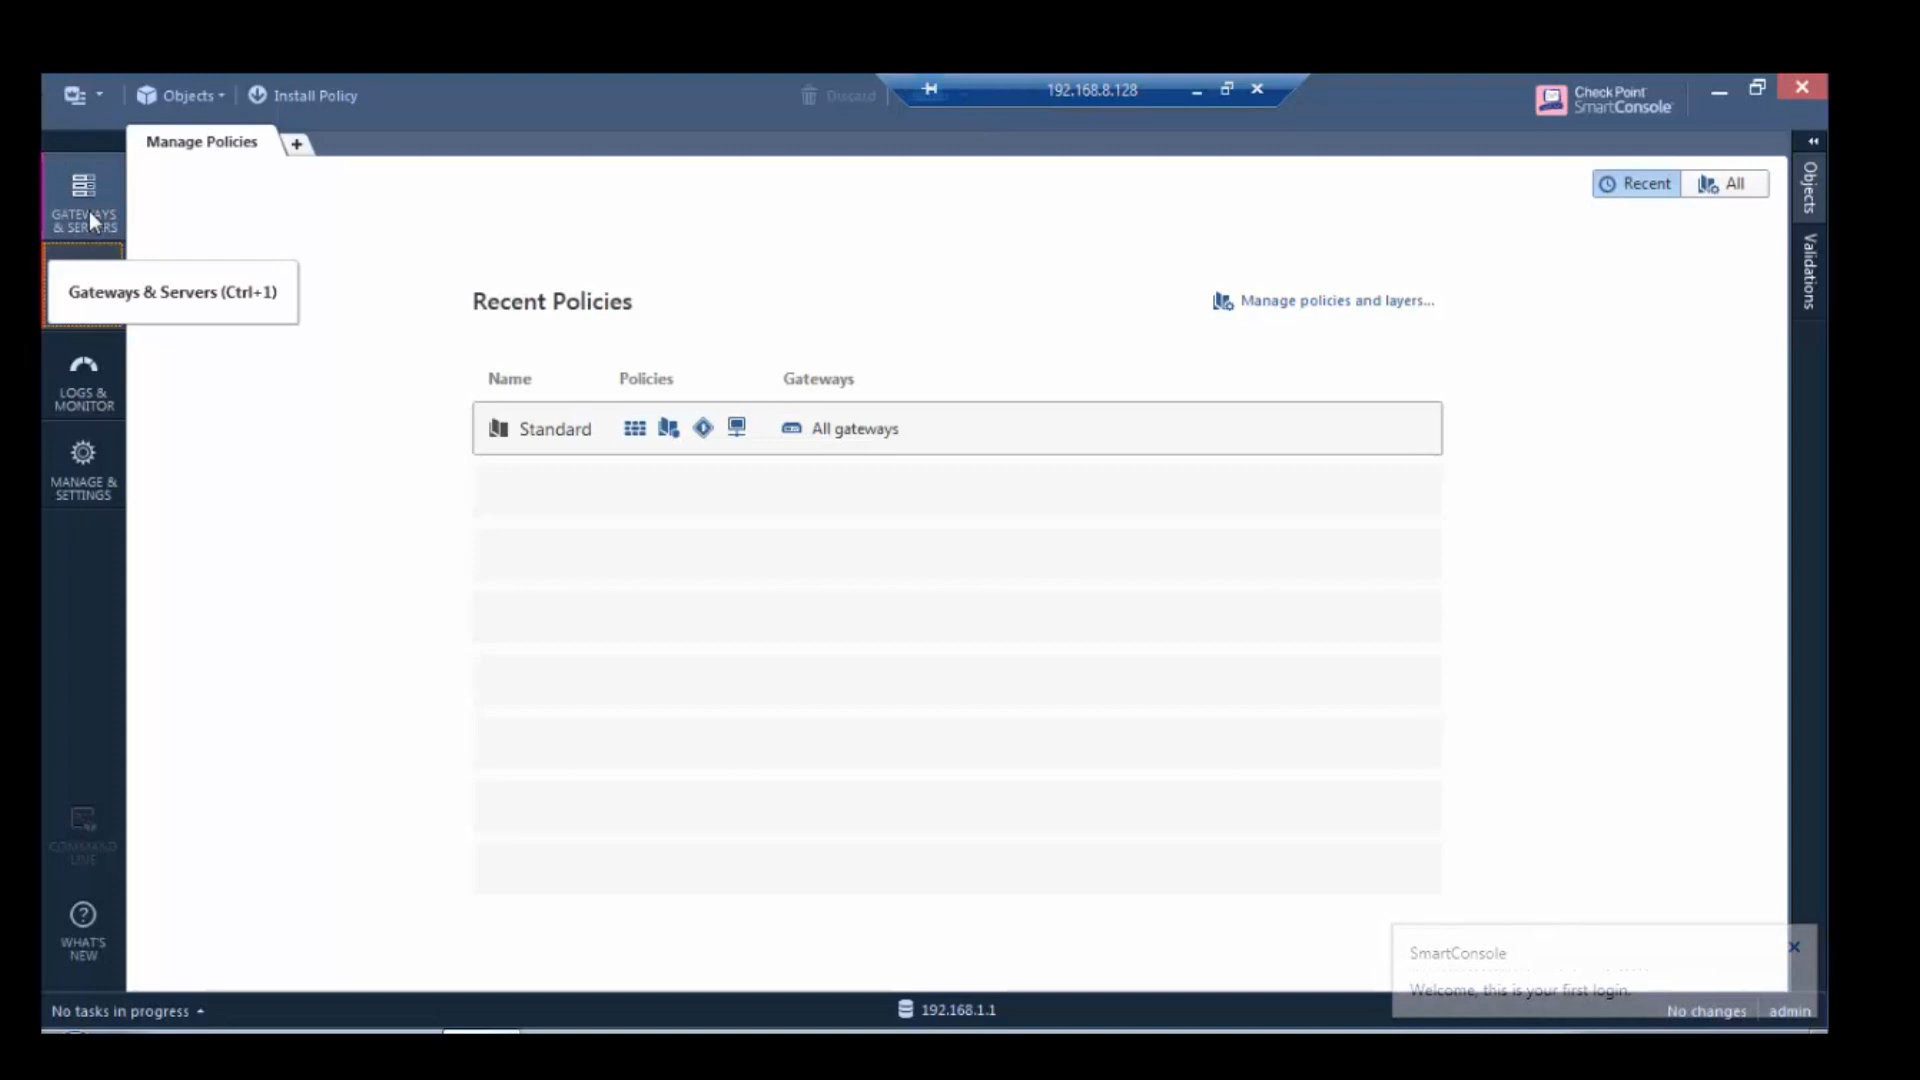 Objects
Install Policy
Discard
192.168.8.128
Check Point
SmartConsole
Manage Policies
GATEWAYS
& SERVERS
Gateways & Servers (Ctrl+1)
LOGS &
MONITOR
MANAGE &
SETTINGS
COMMAND
LINE
WHAT'S
NEW
Recent
All
Objects
Validations
Recent Policies
Manage policies and layers...
Name
Policies
Gateways
Standard
All gateways
SmartConsole
Welcome, this is your first login.
No tasks in progress
192.168.1.1
No changes
admin